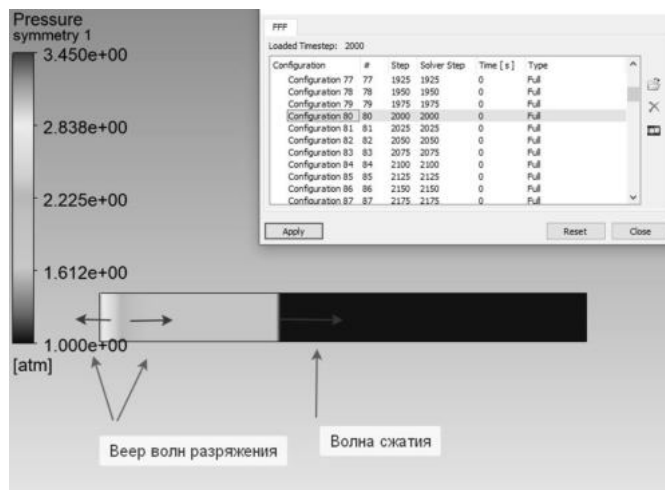 Pressure
symmetry 1
3.450e+00
2.838e+00
2.225e+00
1.612e+00
1.000e+00
[atm]
FFF
Loaded Timestep: 2000
Configuration # Step Solver Step Time [ s ] Type
Configuration 77 77 1925 1925 0 Full
Configuration 78 78 1950 1950 0 Full
Configuration 79 79 1975 1975 0 Full
Configuration 80 80 2000 2000 0 Full
Configuration 81 81 2025 2025 0 Full
Configuration 82 82 2050 2050 0 Full
Configuration 83 83 2075 2075 0 Full
Configuration 84 84 2100 2100 0 Full
Configuration 85 85 2125 2125 0 Full
Configuration 86 86 2150 2150 0 Full
Configuration 87 87 2175 2175 0 Full
Apply Reset Close
Веер волн разряжения
Волна сжатия